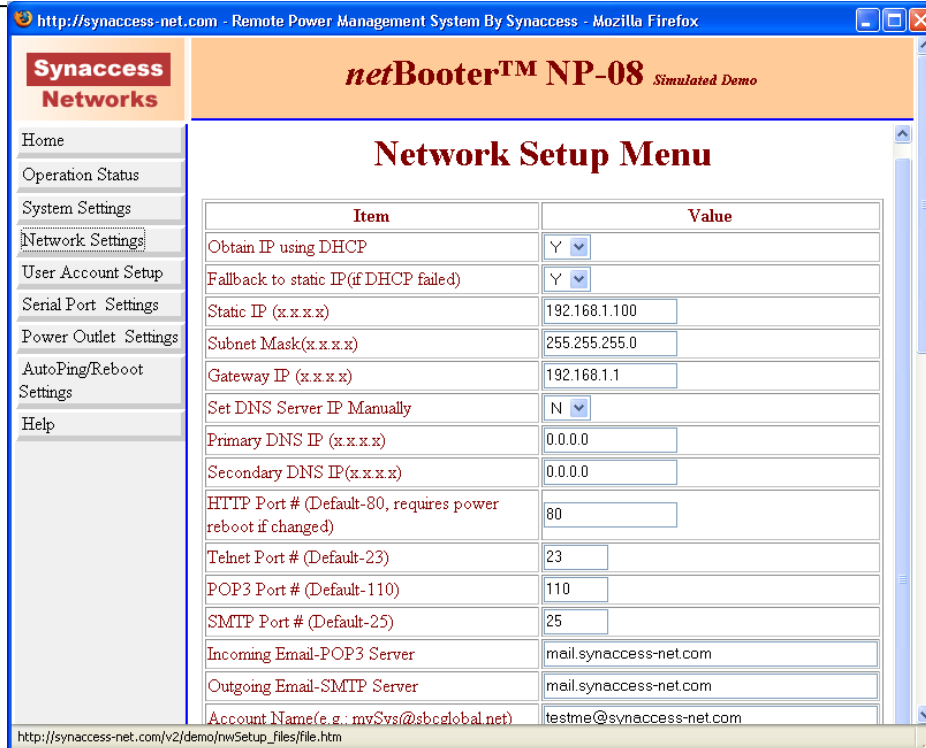 http://synaccess-net.com - Remote Power Management System By Synaccess - Mozilla Firefox
Synaccess
Networks
netBooter™ NP-08 Simulated Demo
Home
Operation Status
System Settings
Network Settings
User Account Setup
Serial Port Settings
Power Outlet Settings
AutoPing/Reboot
Settings
Help
Network Setup Menu
Item Value
Obtain IP using DHCP Y
Fallback to static IP(if DHCP failed) Y
Static IP (x.x.x.x) 192.168.1.100
Subnet Mask(x.x.x.x) 255.255.255.0
Gateway IP (x.x.x.x) 192.168.1.1
Set DNS Server IP Manually N
Primary DNS IP (x.x.x.x) 0.0.0.0
Secondary DNS IP(x.x.x.x) 0.0.0.0
HTTP Port # (Default-80, requires power
reboot if changed) 80
Telnet Port # (Default-23) 23
POP3 Port # (Default-110) 110
SMTP Port # (Default-25) 25
Incoming Email-POP3 Server mail.synaccess-net.com
Outgoing Email-SMTP Server mail.synaccess-net.com
Account Name(e.g.: mySys@sbcglobal.net) testme@synaccess-net.com
http://synaccess-net.com/v2/demo/nwSetup_files/file.htm